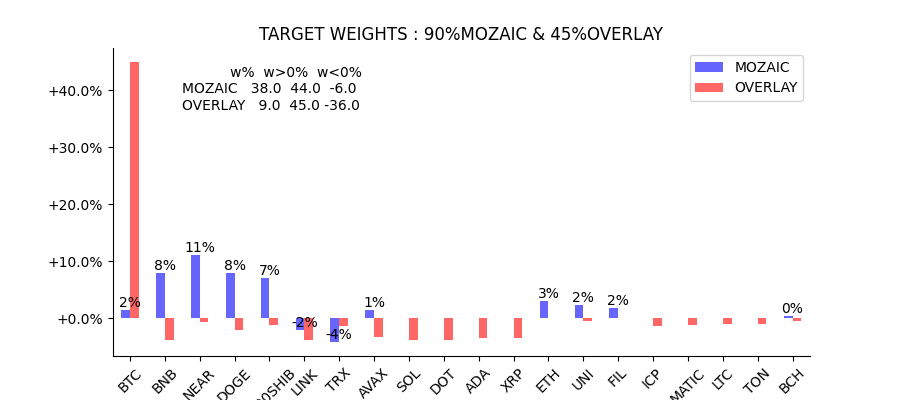 TARGET WEIGHTS : 90%MOZAIC & 45%OVERLAY
w% w>0% w<0%
MOZAIC 38.0 44.0 -6.0
OVERLAY 9.0 45.0 -36.0
MOZAIC
OVERLAY
+40.0%
+30.0%
+20.0%
+10.0%
+0.0%
2%
8%
11%
8%
7%
-2%
-4%
1%
3%
2%
2%
0%
BTC
BNB
NEAR
DOGE
LINK
TRX
AVAX
SOL
DOT
ADA
XRP
ETH
UNI
FIL
ICP
MATIC
LTC
TON
BCH